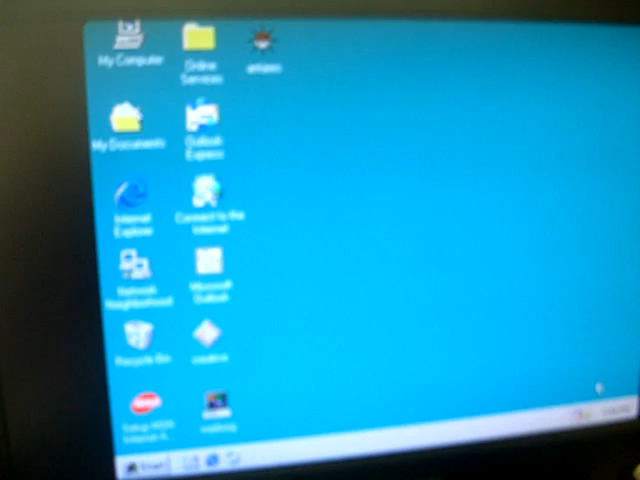 My Computer
Online
Services
My Documents
Outlook
Express
Internet
Explorer
Connect to the
Internet
Network
Neighborhood
Microsoft
Outlook
Recycle Bin
Setup MSN
Internet A...
Start